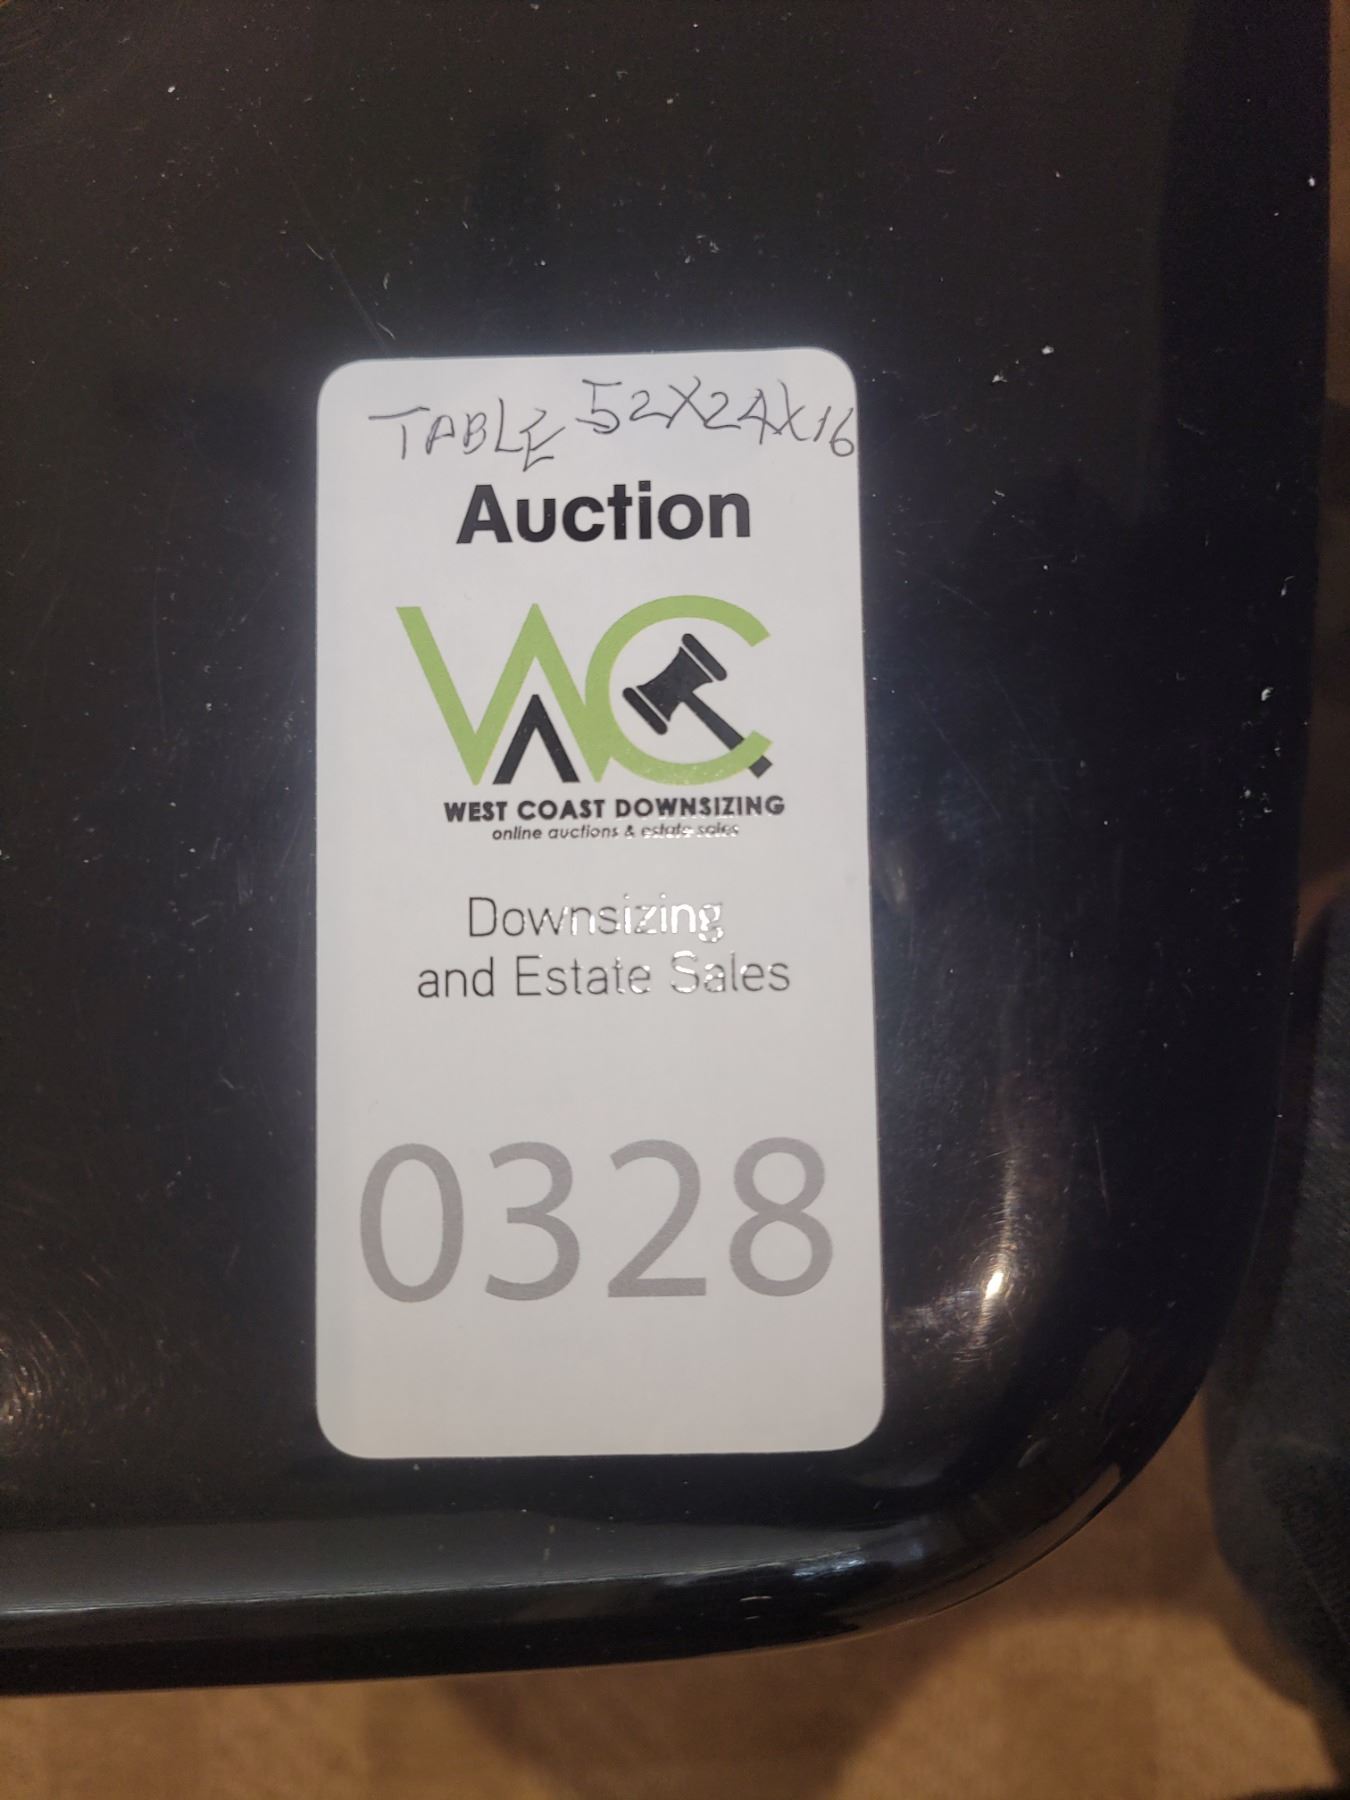 TABLE 52X24X16
Auction
WC
WEST COAST DOWNSIZING
online auctions & estate sales
Downsizing
and Estate Sales
0328